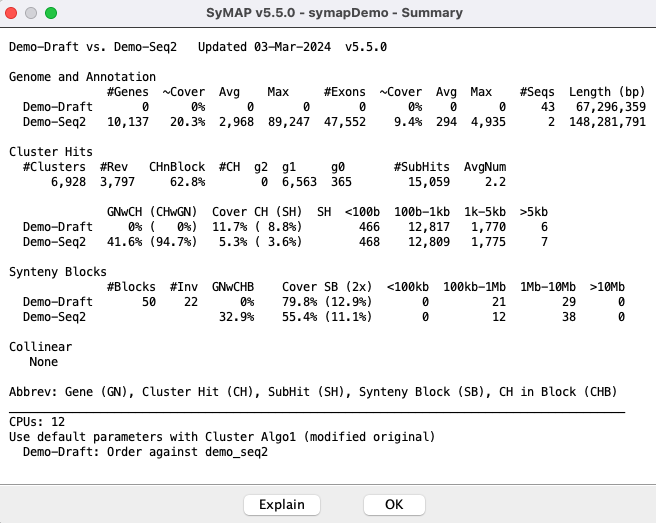 SyMAP v5.5.0 - symapDemo - Summary
Demo-Draft vs. Demo-Seq2   Updated 03-Mar-2024  v5.5.0
Genome and Annotation
#Genes  ~Cover  Avg    Max     #Exons  ~Cover  Avg  Max    #Seqs  Length (bp)
Demo-Draft       0      0%      0       0       0      0%    0      0     43   67,296,359
Demo-Seq2   10,137   20.3%  2,968  89,247  47,552    9.4%  294  4,935      2  148,281,791
Cluster Hits
#Clusters  #Rev   CHnBlock  #CH  g2  g1     g0      #SubHits  AvgNum
6,928  3,797     62.8%        0  6,563  365        15,059     2.2
GNwCH (CHwGN)  Cover CH (SH)  SH  <100b  100b-1kb  1k-5kb  >5kb
Demo-Draft     0% (   0%)  11.7% ( 8.8%)       466    12,817   1,770     6
Demo-Seq2   41.6% (94.7%)   5.3% ( 3.6%)       468    12,809   1,775     7
Synteny Blocks
#Blocks  #Inv  GNwCHB    Cover SB (2x)  <100kb  100kb-1Mb  1Mb-10Mb  >10Mb
Demo-Draft      50    22      0%    79.8% (12.9%)       0         21        29      0
Demo-Seq2                  32.9%    55.4% (11.1%)       0         12        38      0
Collinear
None
Abbrev: Gene (GN), Cluster Hit (CH), SubHit (SH), Synteny Block (SB), CH in Block (CHB)
CPUs: 12
Use default parameters with Cluster Algo1 (modified original)
Demo-Draft: Order against demo_seq2
Explain
OK